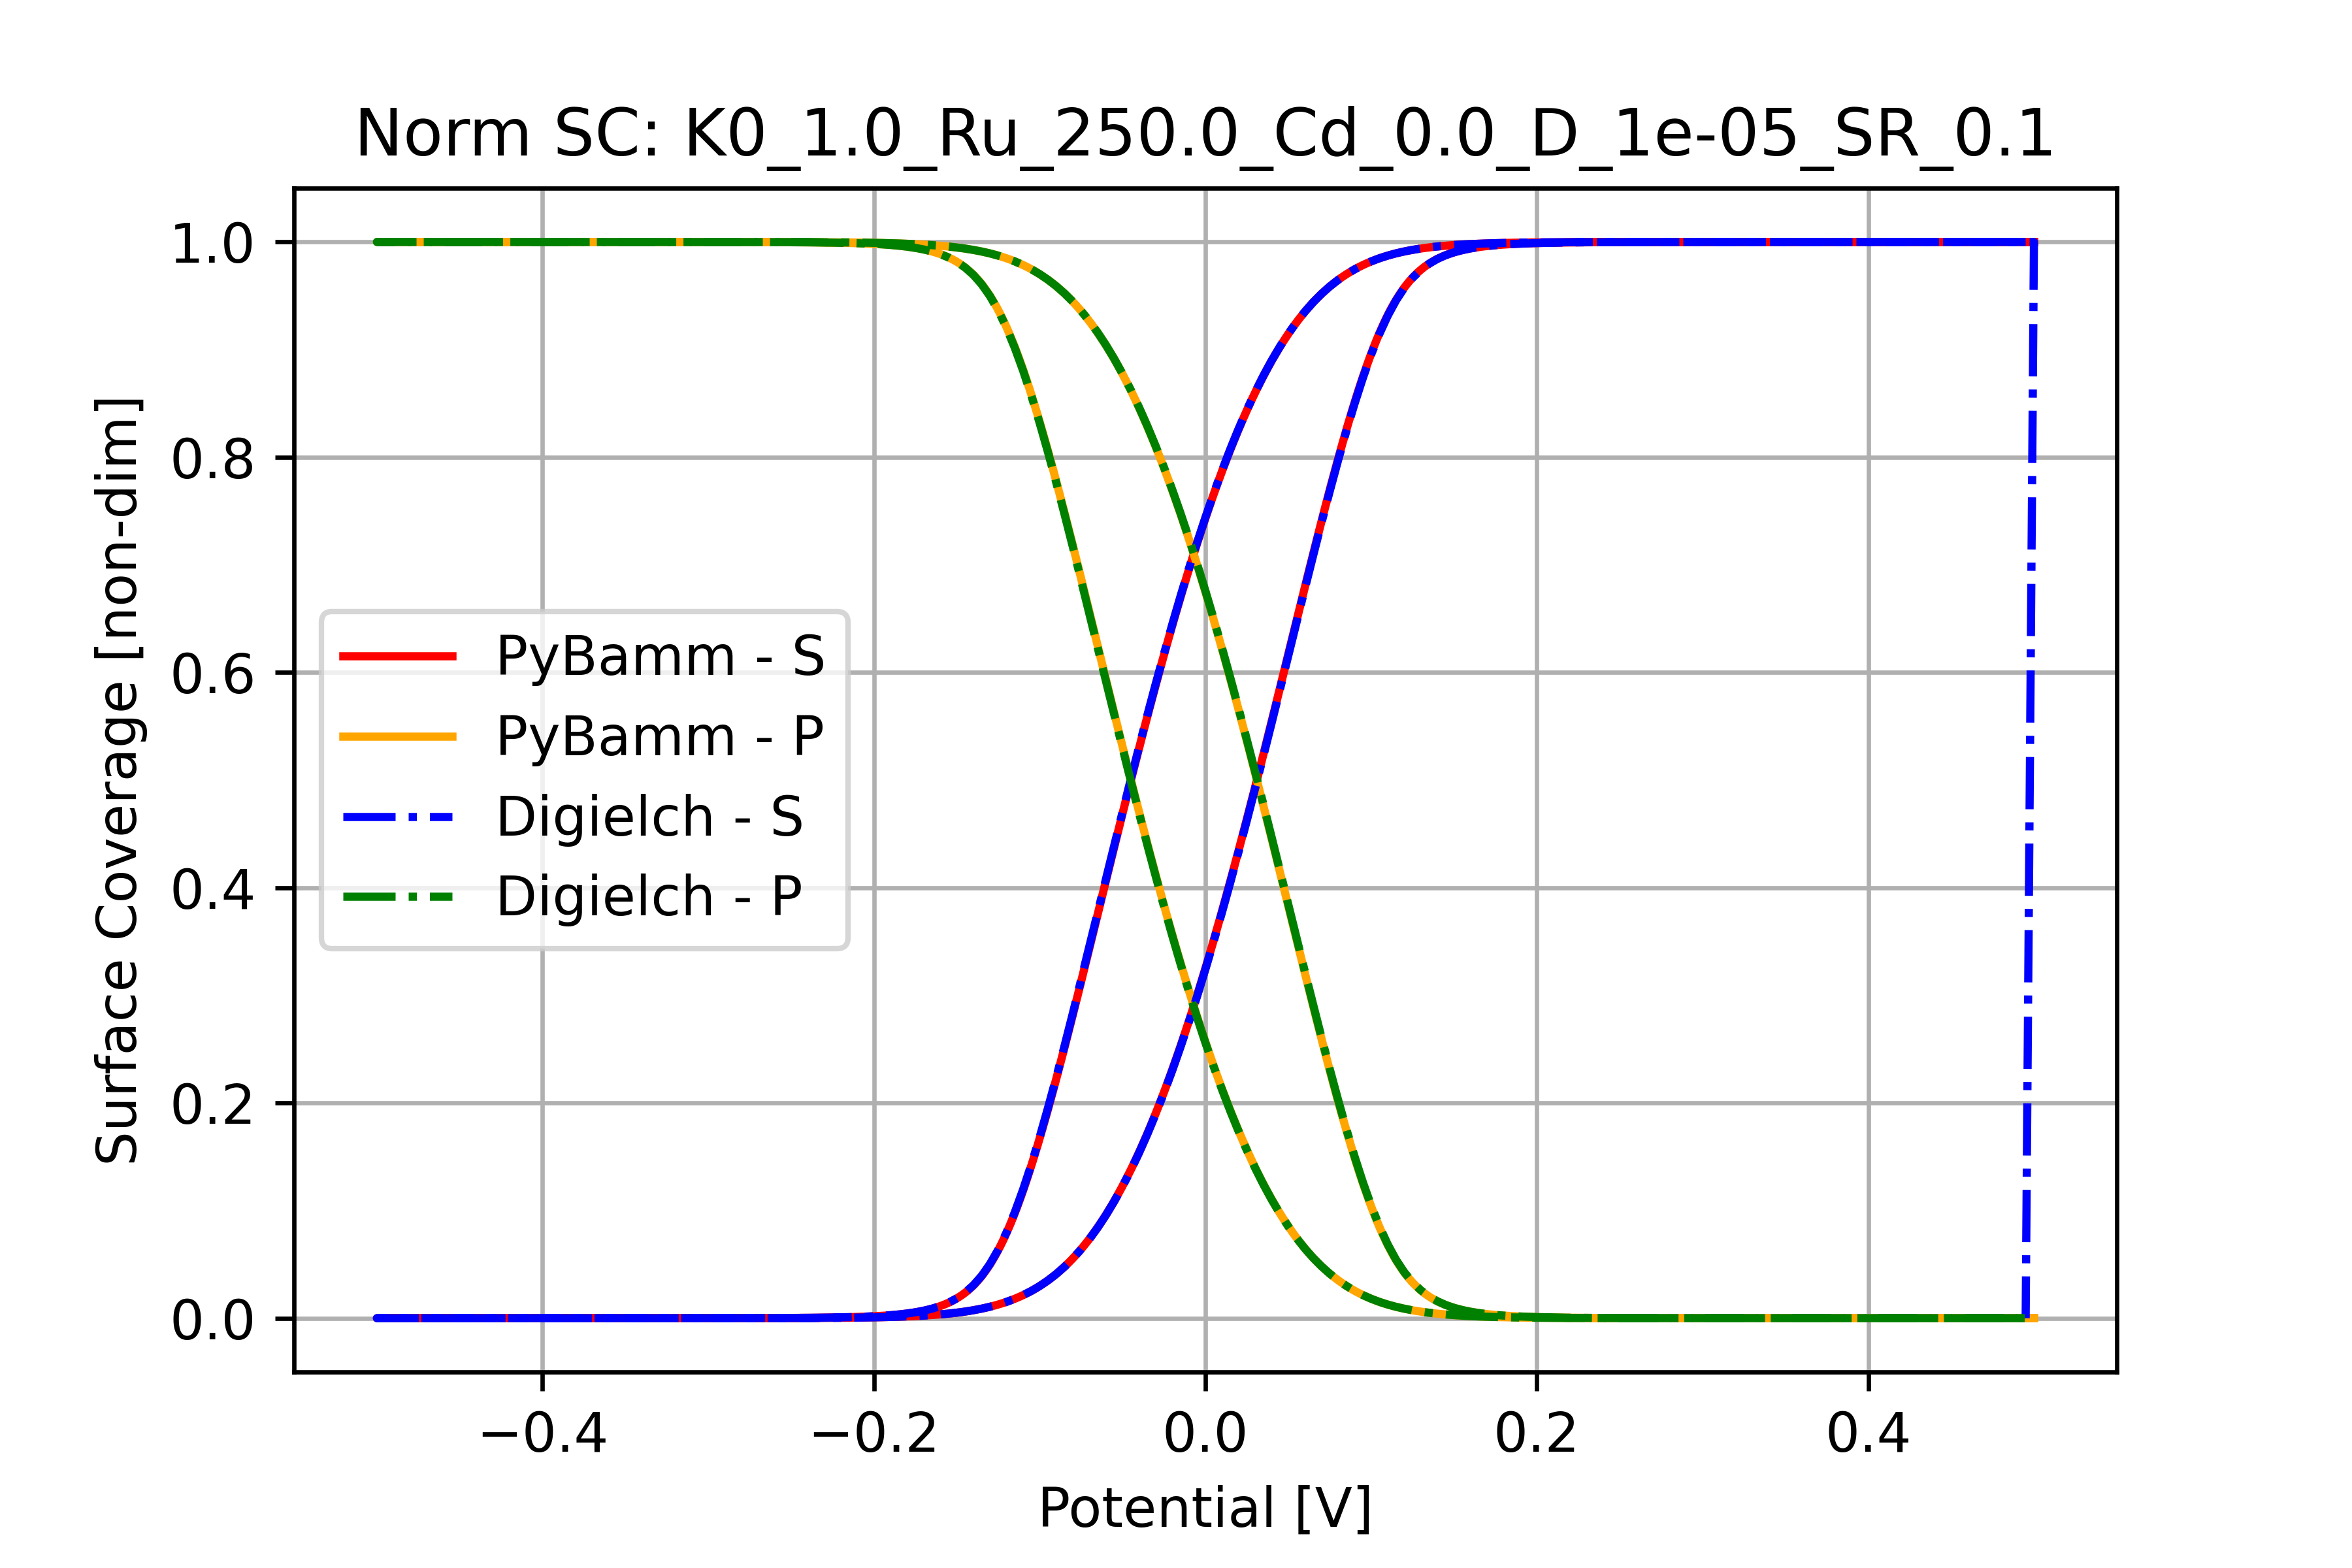 Norm SC: K0_1.0_Ru_250.0_Cd_0.0_D_1e-05_SR_0.1
Surface Coverage [non-dim]
1.0
0.8
0.6
0.4
0.2
0.0
PyBamm - S
PyBamm - P
Digielch - S
Digielch - P
−0.4
−0.2
0.0
0.2
0.4
Potential [V]